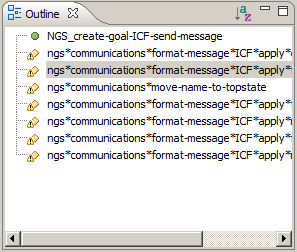 Outline
NGS_create-goal-ICF-send-message
ngs*communications*format-message*ICF*apply*
ngs*communications*format-message*ICF*apply*
ngs*communications*move-name-to-topstate
ngs*communications*format-message*ICF*apply*
ngs*communications*format-message*ICF*apply*
ngs*communications*format-message*ICF*apply*
ngs*communications*format-message*ICF*apply*